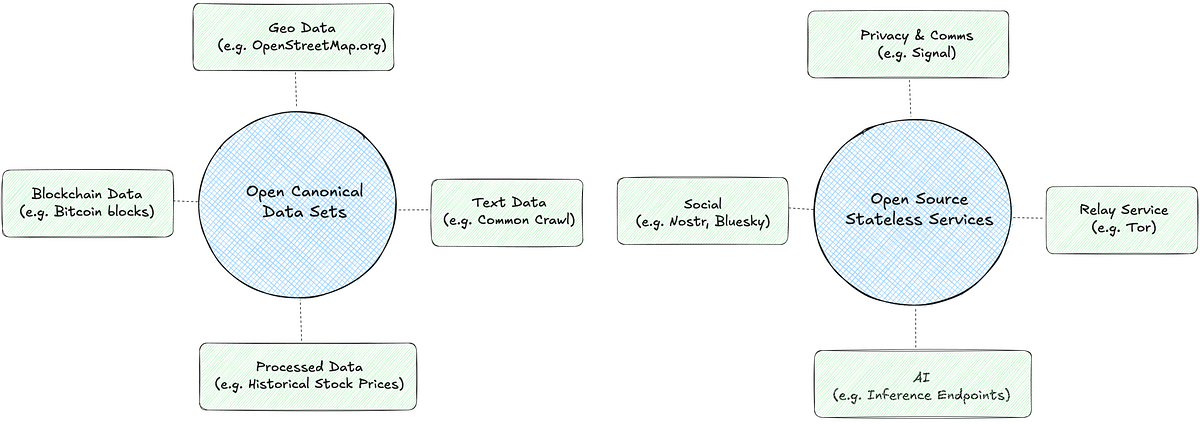 Geo Data
(e.g. OpenStreetMap.org)
Blockchain Data
(e.g. Bitcoin blocks)
Open Canonical
Data Sets
Text Data
(e.g. Common Crawl)
Processed Data
(e.g. Historical Stock Prices)
Privacy & Comms
(e.g. Signal)
Social
(e.g. Nostr, Bluesky)
Open Source
Stateless Services
Relay Service
(e.g. Tor)
AI
(e.g. Inference Endpoints)